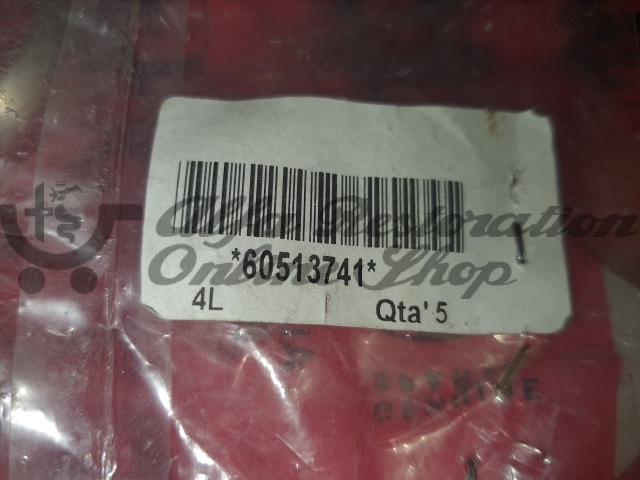 Alfa Restoration
Online Shop
*60513741*
4L Qta' 5